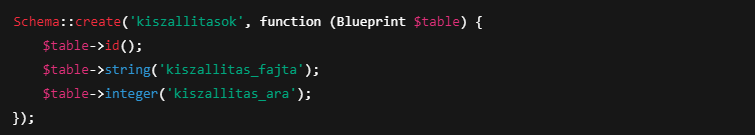 Schema::create('kiszallitasok', function (Blueprint $table) {
    $table->id();
    $table->string('kiszallitas_fajta');
    $table->integer('kiszallitas_ara');
});